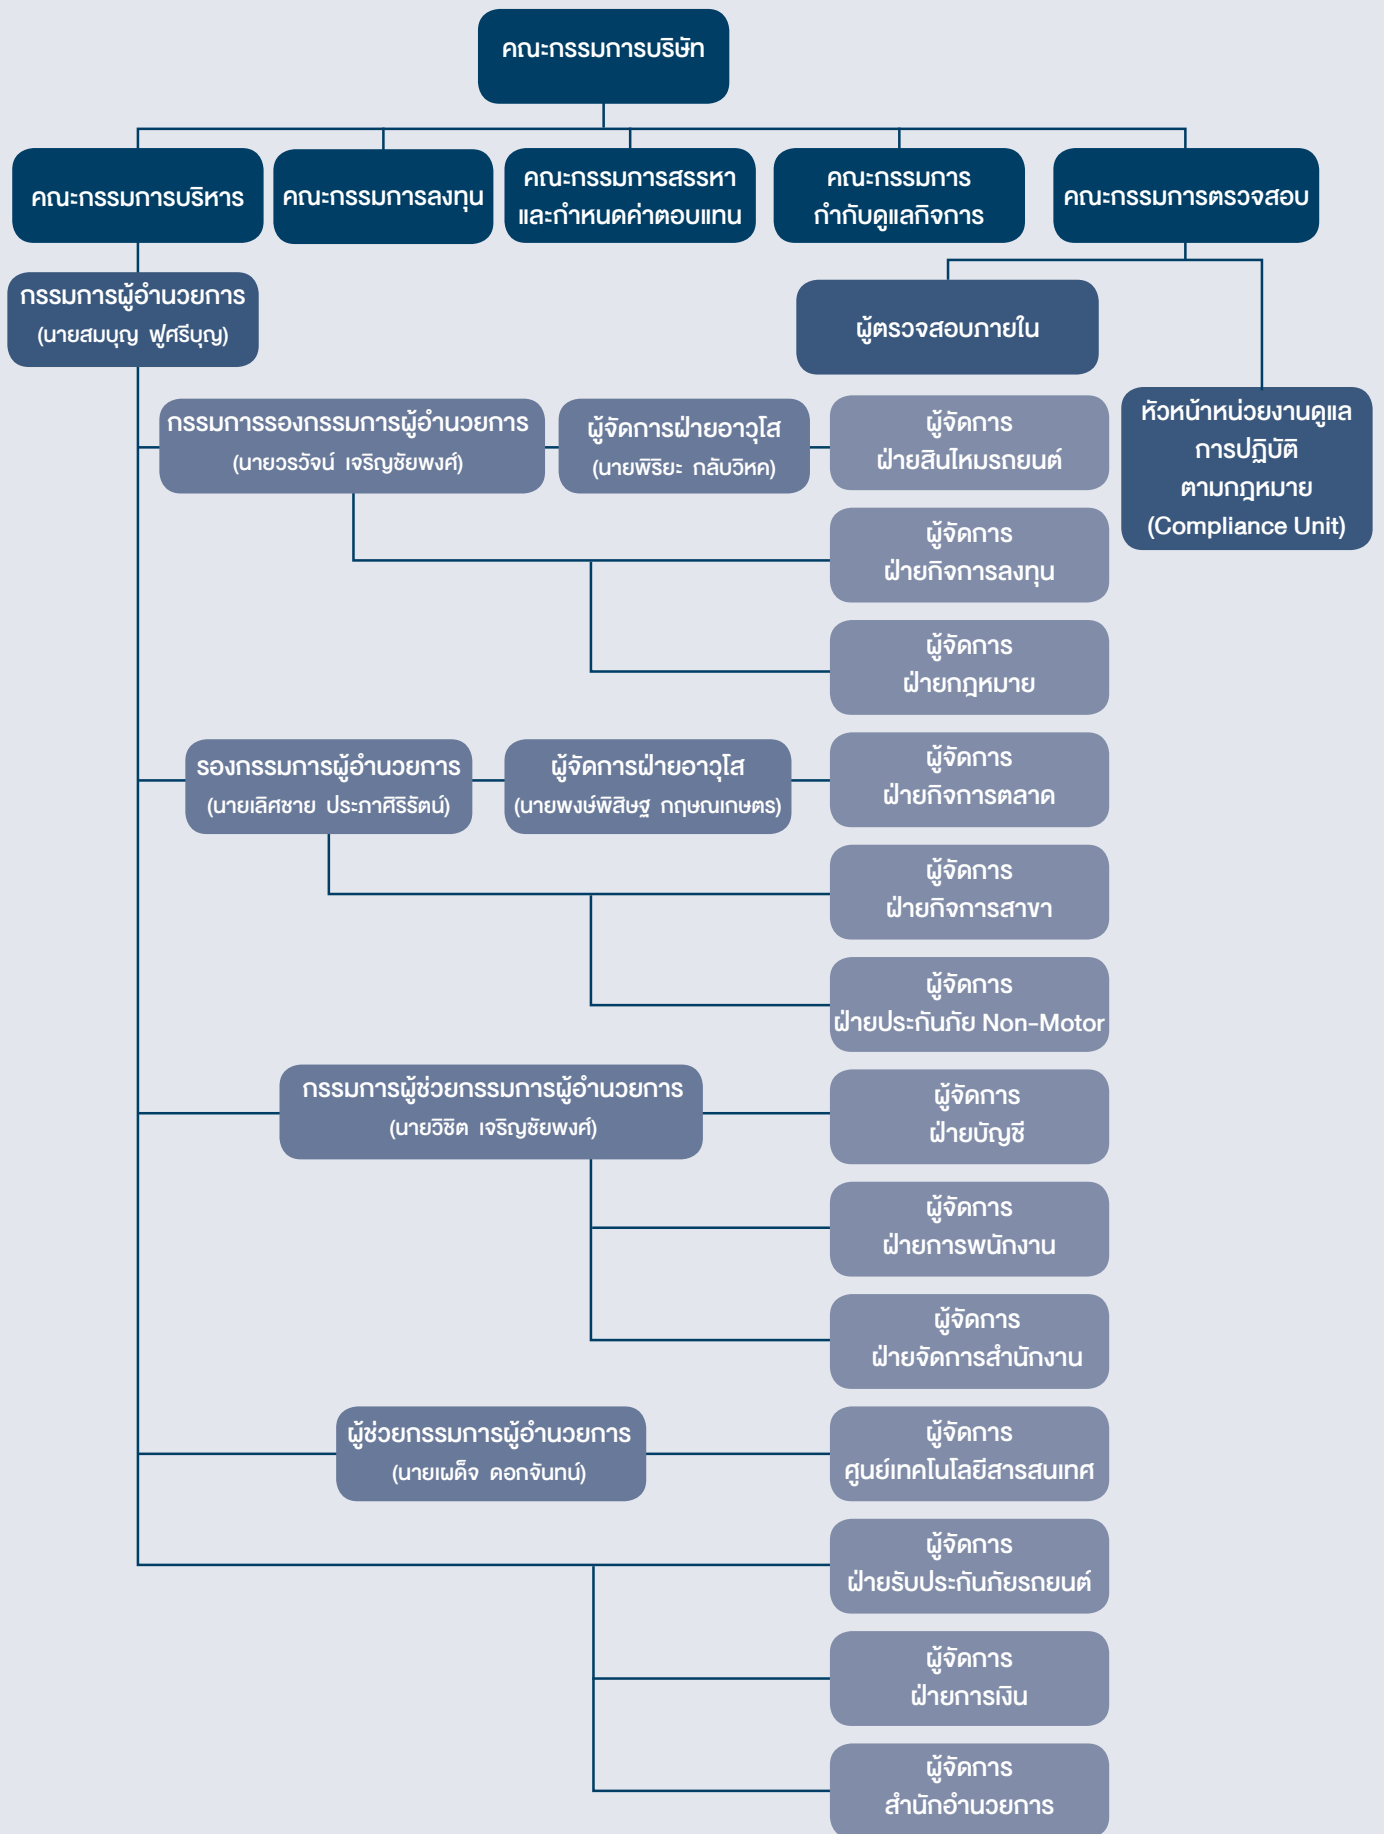 คณะกรรมการบริษัท
คณะกรรมการบริหาร
คณะกรรมการลงทุน
คณะกรรมการสรรหา
และกำหนดค่าตอบแทน
คณะกรรมการ
กำกับดูแลกิจการ
คณะกรรมการตรวจสอบ
กรรมการผู้อำนวยการ
(นายสมบุญ ฟูศรีบุญ)
ผู้ตรวจสอบภายใน
หัวหน้าหน่วยงานดูแล
การปฏิบัติ
ตามกฎหมาย
(Compliance Unit)
กรรมการรองกรรมการผู้อำนวยการ
(นายวรวัจน์ เจริญชัยพงศ์)
ผู้จัดการฝ่ายอาวุโส
(นายพิริยะ กลับวิหค)
ผู้จัดการ
ฝ่ายสินไหมรถยนต์
ผู้จัดการ
ฝ่ายกิจการลงทุน
ผู้จัดการ
ฝ่ายกฎหมาย
รองกรรมการผู้อำนวยการ
(นายเลิศชาย ประภาศิริรัตน์)
ผู้จัดการฝ่ายอาวุโส
(นายพงษ์พิสิษฐ กฤษณเกษตร)
ผู้จัดการ
ฝ่ายกิจการตลาด
ผู้จัดการ
ฝ่ายกิจการสาขา
ผู้จัดการ
ฝ่ายประกันภัย Non-Motor
กรรมการผู้ช่วยกรรมการผู้อำนวยการ
(นายวิชิต เจริญชัยพงศ์)
ผู้จัดการ
ฝ่ายบัญชี
ผู้จัดการ
ฝ่ายการพนักงาน
ผู้จัดการ
ฝ่ายจัดการสำนักงาน
ผู้ช่วยกรรมการผู้อำนวยการ
(นายเผด็จ ดอกจันทน์)
ผู้จัดการ
ศูนย์เทคโนโลยีสารสนเทศ
ผู้จัดการ
ฝ่ายรับประกันภัยรถยนต์
ผู้จัดการ
ฝ่ายการเงิน
ผู้จัดการ
สำนักอำนวยการ